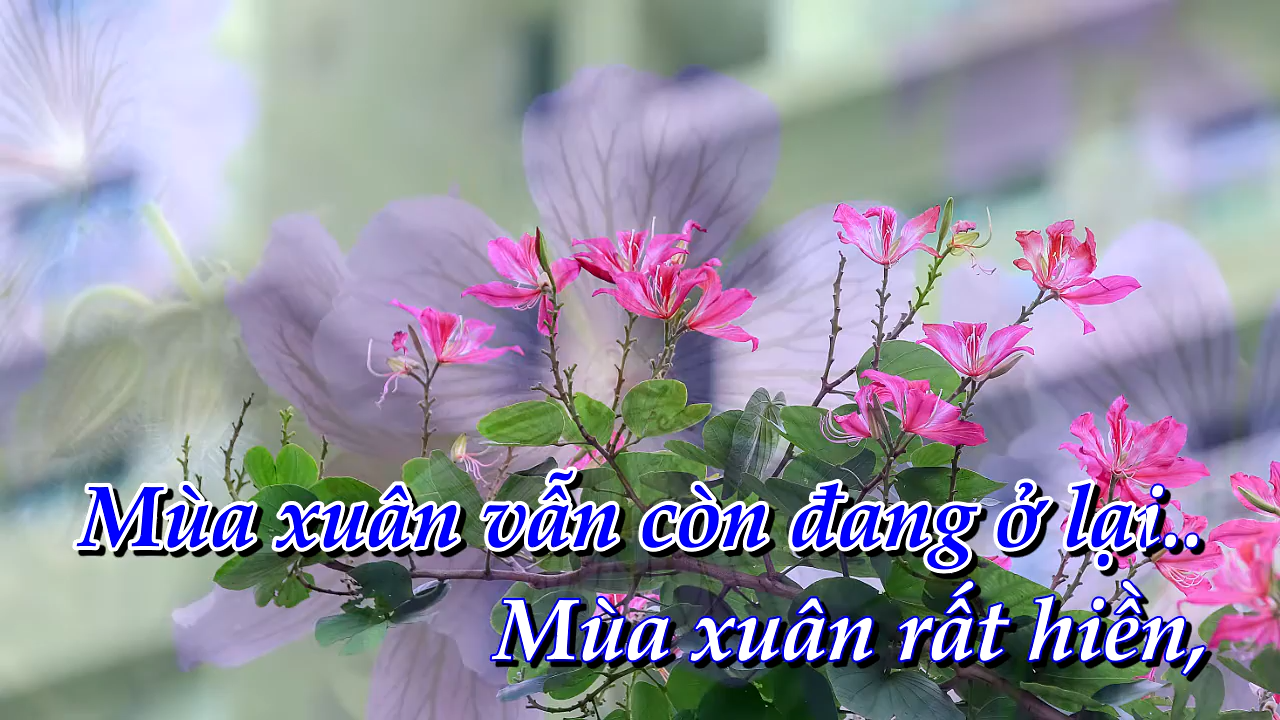 Mùa xuân vẫn còn đang ở lại..
Mùa xuân rất hiền,